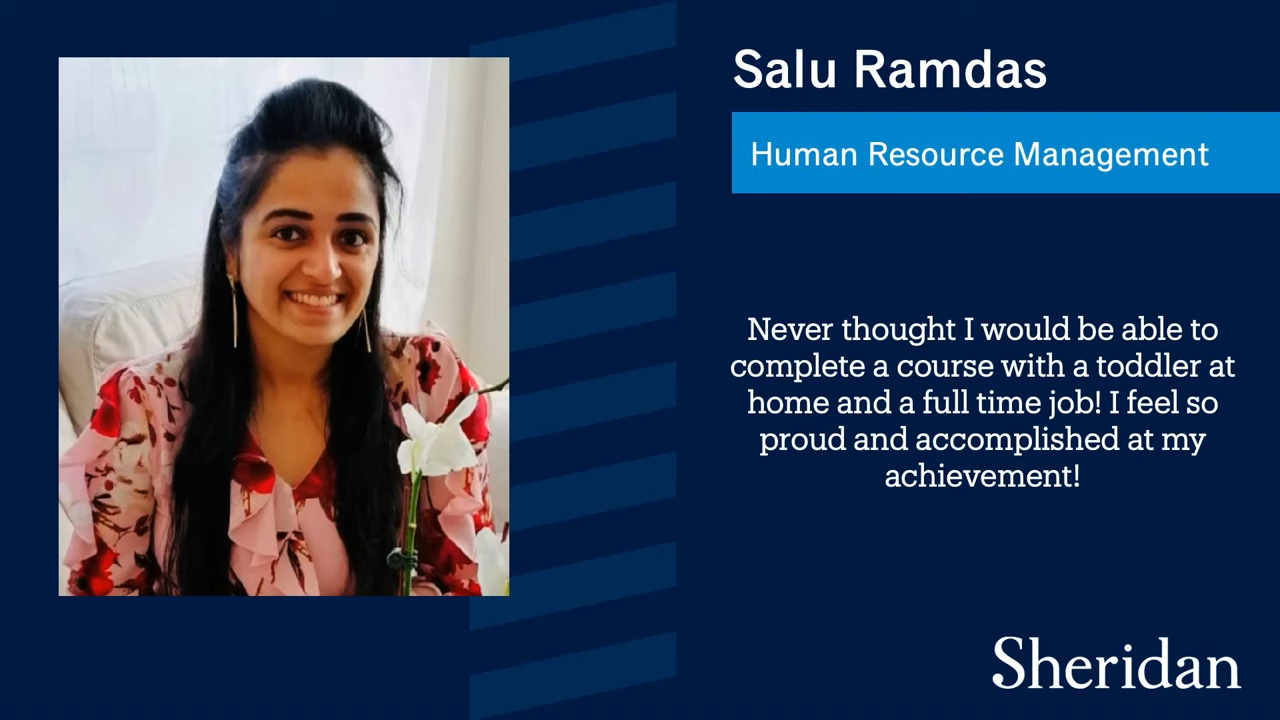 Salu Ramdas
Human Resource Management
Never thought I would be able to
complete a course with a toddler at
home and a full time job! I feel so
proud and accomplished at my
achievement!
Sheridan